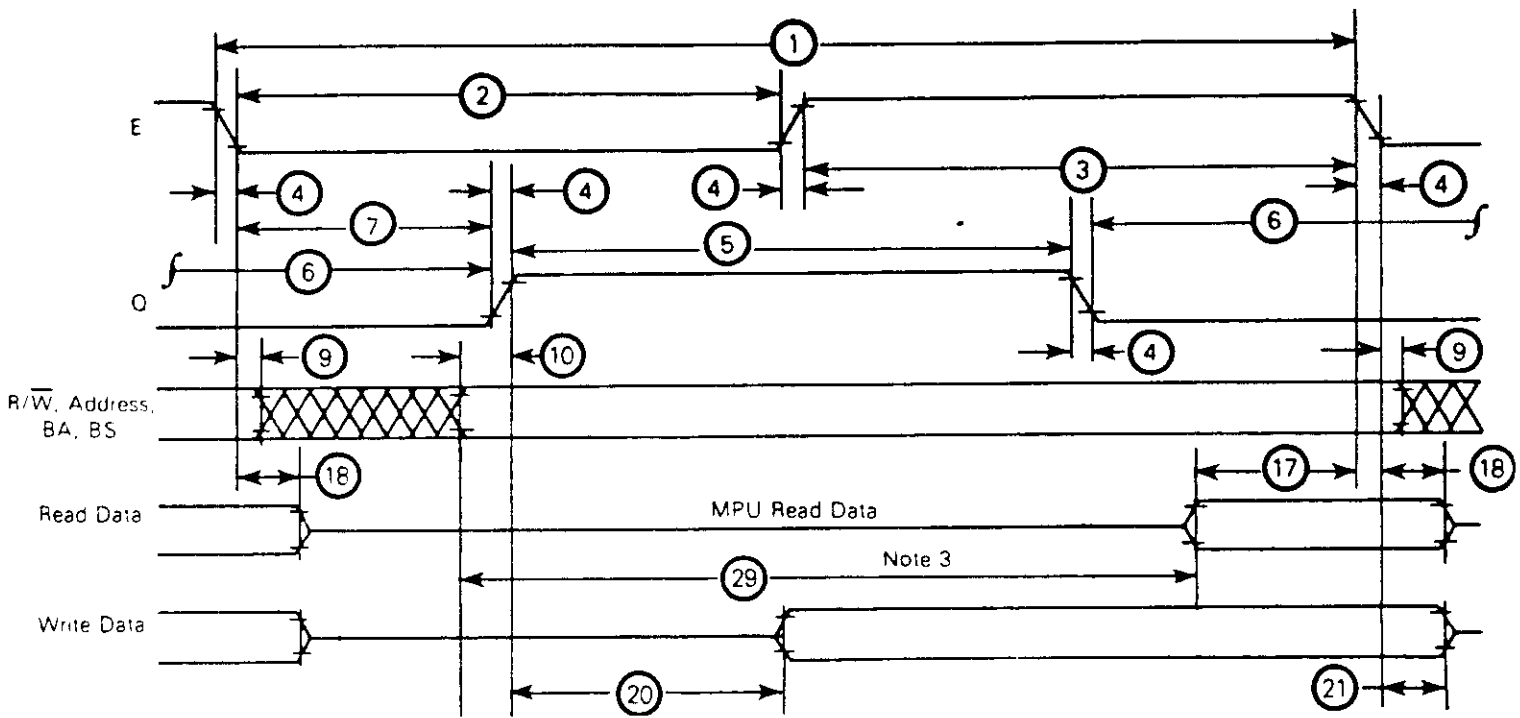 1
2
E
3
4
4
4
4
7
5
6
6
Q
9
10
4
9
R/W̅, Address,
BA, BS
18
17
18
Read Data
MPU Read Data
Note 3
29
Write Data
20
21